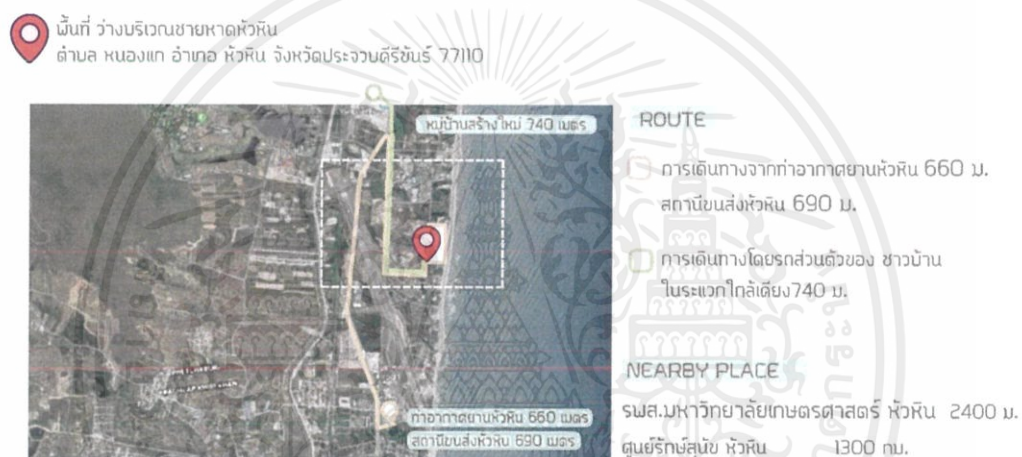 พื้นที่ ว่างบริเวณชายหาดหัวหิน
ตำบล หนองแก อำเภอ หัวหิน จังหวัดประจวบคีรีขันธ์ 77110
หมู่บ้านสร้างใหม่ 740 เมตร
ท่าอากาศยานหัวหิน 660 เมตร
สถานีขนส่งหัวหิน 690 เมตร
ROUTE
การเดินทางจากท่าอากาศยานหัวหิน 660 ม.
สถานีขนส่งหัวหิน 690 ม.
การเดินทางโดยรถส่วนตัวของ ชาวบ้าน
ในระแวกใกล้เคียง740 ม.
NEARBY PLACE
รพส.มหาวิทยาลัยเกษตรศาสตร์ หัวหิน 2400 ม.
ศูนย์รักษ์สุนัข หัวหิน 1300 กม.